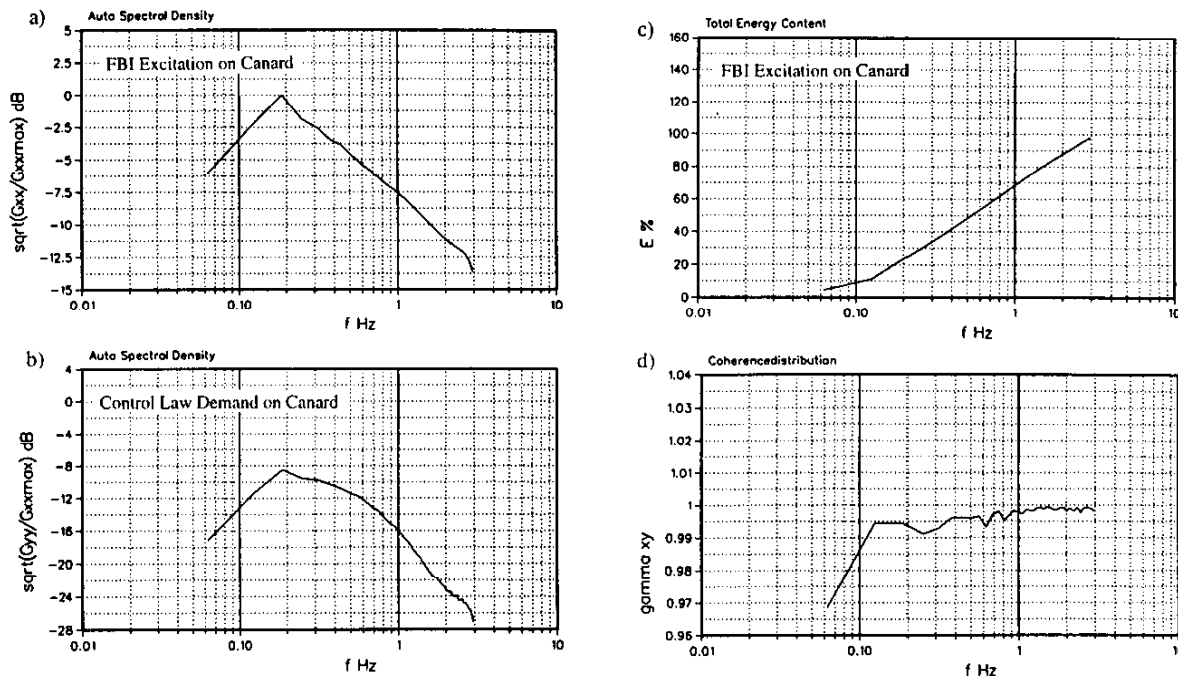 a)
Auto Spectral Density
FBI Excitation on Canard
sqrt(Gxx/Gxxmax) dB
5
0
-2.5
-5
-7.5
-10
-12.5
-15
0.01
0.10
1
10
f Hz
b)
Auto Spectral Density
Control Law Demand on Canard
sqrt(Gyy/Gxxmax) dB
4
0
-4
-8
-12
-16
-20
-24
-28
0.01
0.10
1
10
f Hz
c)
Total Energy Content
FBI Excitation on Canard
E %
160
140
120
100
80
60
40
20
0
0.01
0.10
1
10
f Hz
d)
Coherencedistribution
gamma xy
1.04
1.03
1.02
1.01
1
0.99
0.98
0.97
0.96
0.01
0.10
1
10
f Hz